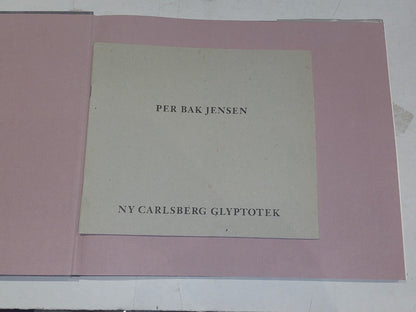 PER BAK JENSEN
NY CARLSBERG GLYPTOTEK